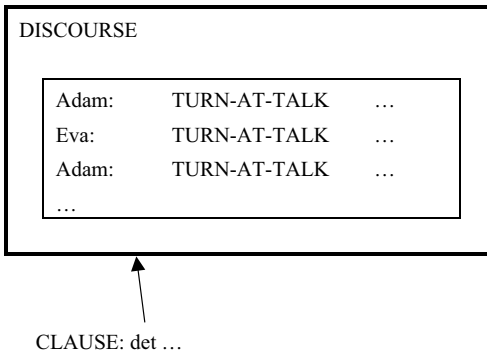 DISCOURSE
Adam: TURN-AT-TALK …
Eva: TURN-AT-TALK …
Adam: TURN-AT-TALK …
…
CLAUSE: det …